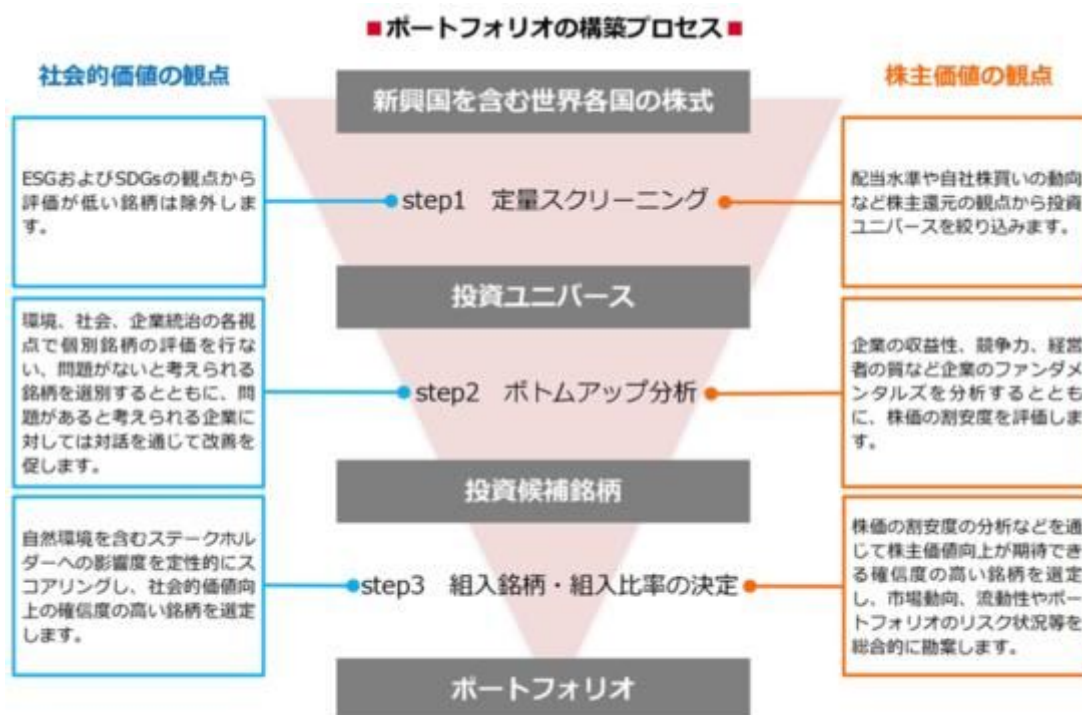 ■ポートフォリオの構築プロセス■
社会的価値の観点
株主価値の観点
新興国を含む世界各国の株式
ESGおよびSDGsの観点から
評価が低い銘柄は除外しま
す。
step1 定量スクリーニング
配当水準や自社株買いの動向
など株主還元の観点から投資
ユニバースを絞り込みます。
投資ユニバース
環境、社会、企業統治の各視
点で個別銘柄の評価を行な
い、問題がないと考えられる
銘柄を選別するとともに、問
題があると考えられる企業に
対しては対話を通じて改善を
促します。
step2 ボトムアップ分析
企業の収益性、競争力、経営
者の質など企業のファンダメ
ンタルズを分析するととも
に、株価の割安度を評価しま
す。
投資候補銘柄
自然環境を含むステークホル
ダーへの影響度を定性的にス
コアリングし、社会的価値向
上の確信度の高い銘柄を選定
します。
step3 組入銘柄・組入比率の決定
株価の割安度の分析などを通
じて株主価値向上が期待でき
る確信度の高い銘柄を選定
し、市場動向、流動性やポー
トフォリオのリスク状況等を
総合的に勘案します。
ポートフォリオ